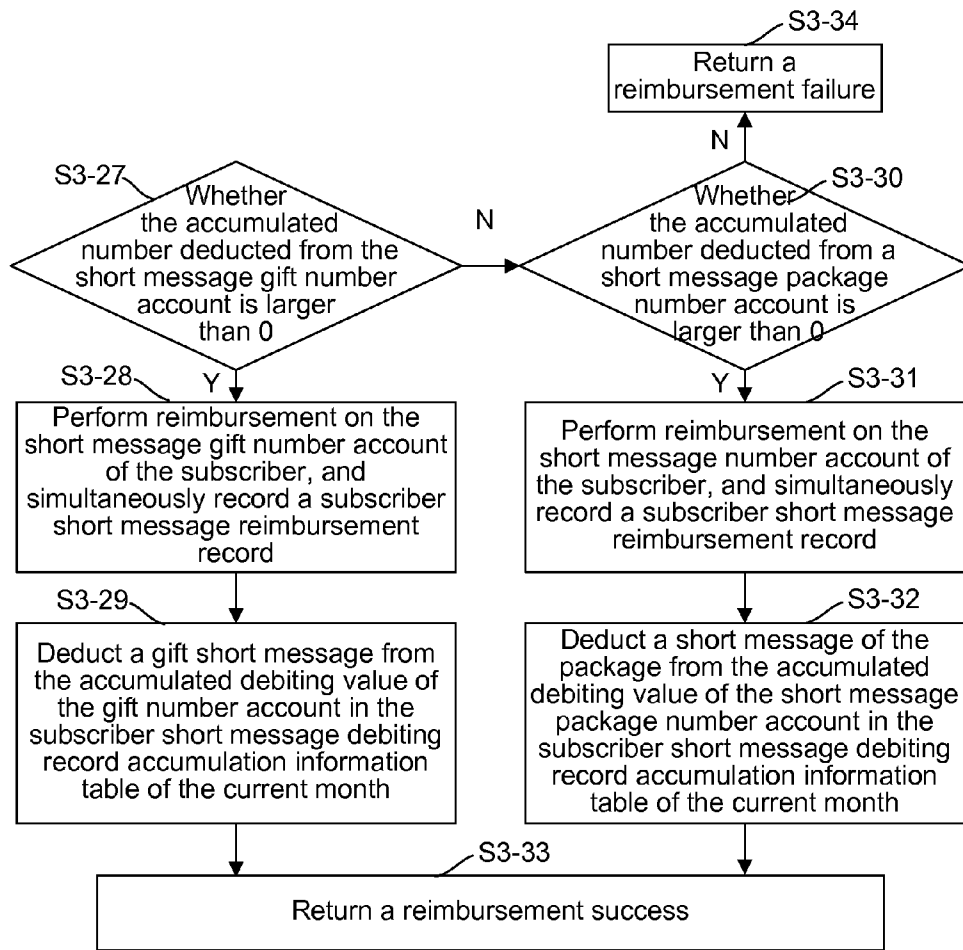 S3-34
Return a
reimbursement failure
N
S3-27
Whether
the accumulated
number deducted from the
short message gift number
account is larger
than 0
N
S3-30
Whether
the accumulated
number deducted from a
short message package
number account is
larger than 0
Y
S3-28
Perform reimbursement on the
short message gift number account
of the subscriber, and
simultaneously record a subscriber
short message reimbursement
record
Y
S3-31
Perform reimbursement on the
short message number account of
the subscriber, and simultaneously
record a subscriber short message
reimbursement record
S3-29
Deduct a gift short message from
the accumulated debiting value of
the gift number account in the
subscriber short message debiting
record accumulation information
table of the current month
S3-32
Deduct a short message of the
package from the accumulated
debiting value of the short message
package number account in the
subscriber short message debiting
record accumulation information
table of the current month
S3-33
Return a reimbursement success